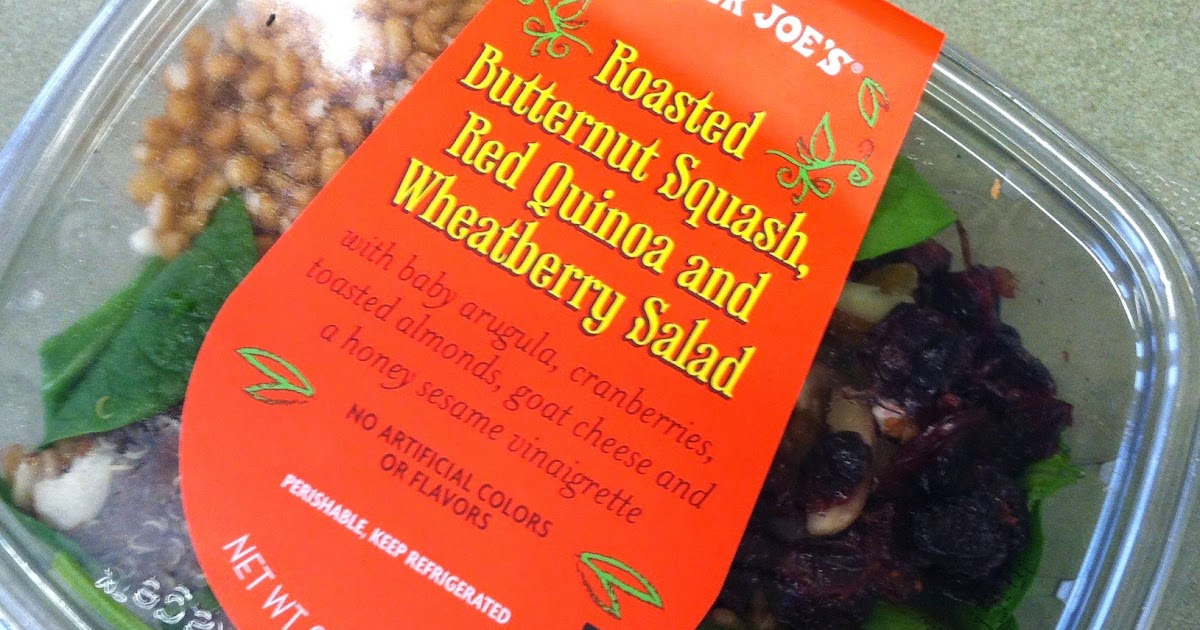 JOE'S®
Roasted
Butternut Squash,
Red Quinoa and
Wheatberry Salad
with baby arugula, cranberries,
toasted almonds, goat cheese and
a honey sesame vinaigrette
NO ARTIFICIAL COLORS
OR FLAVORS
PERISHABLE, KEEP REFRIGERATED
NET WT